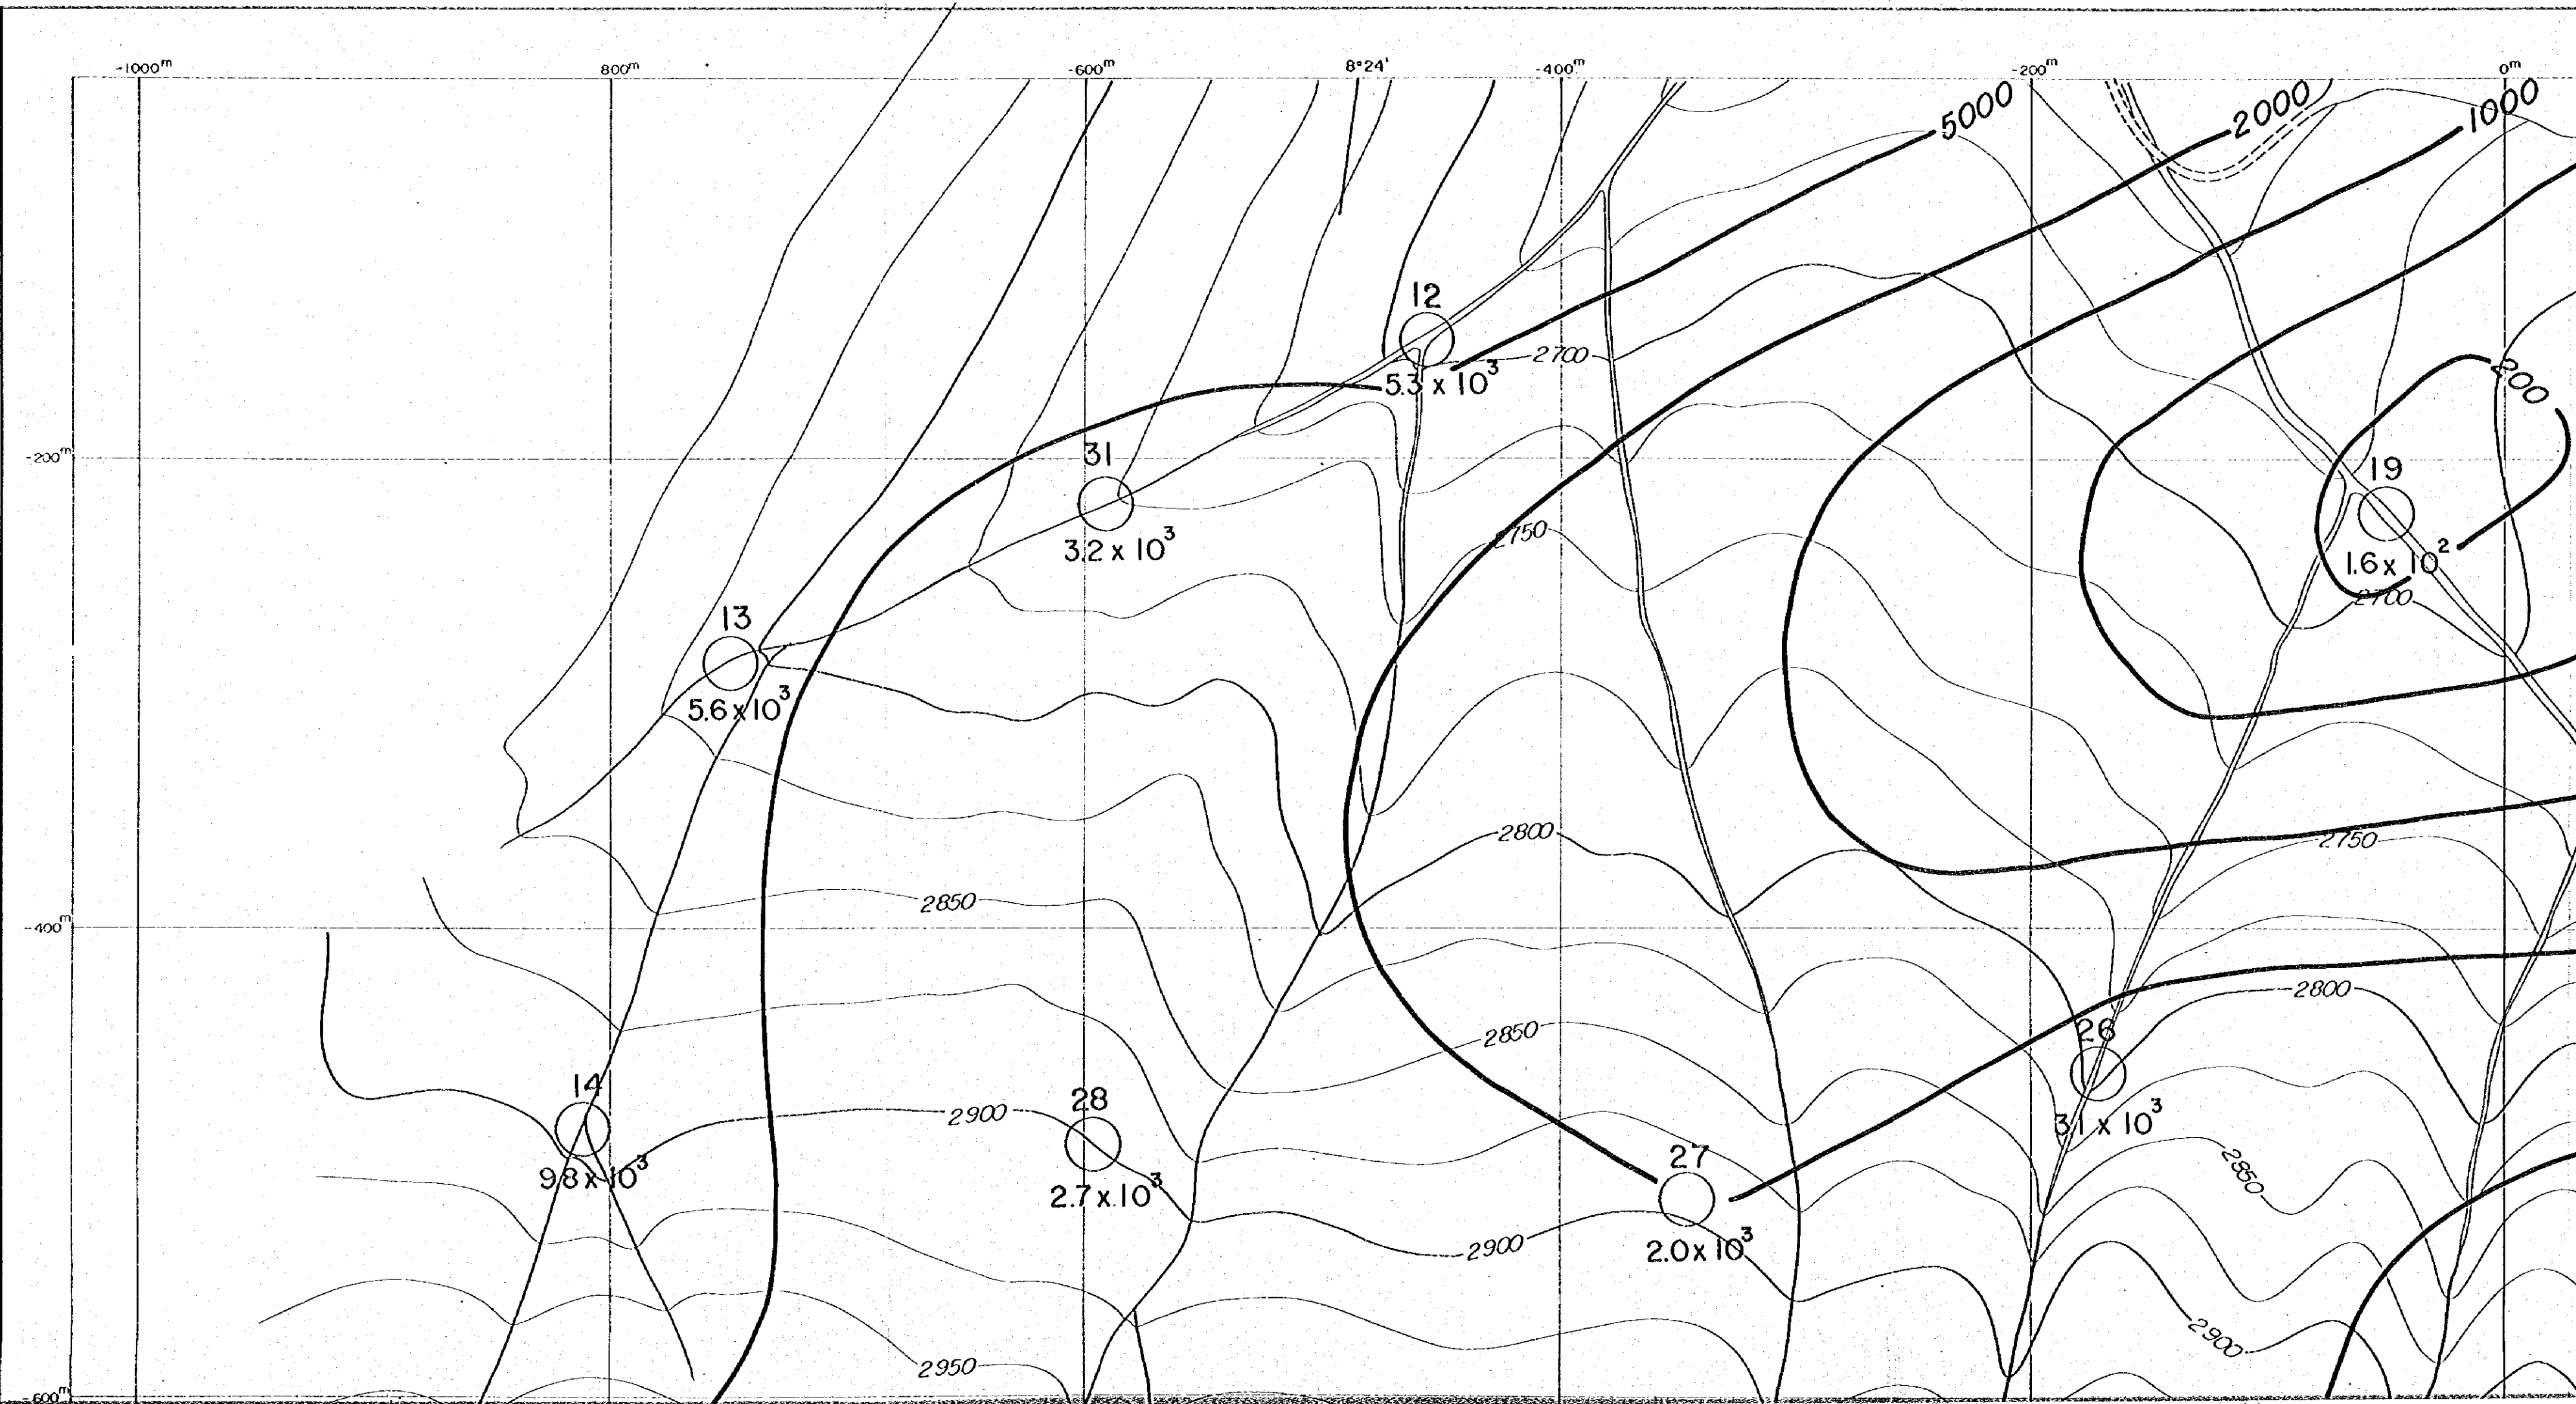 -1000ᵐ 800ᵐ -600ᵐ 8°24' -400ᵐ -200ᵐ 0ᵐ
5000 2000 1000
12
2700
5.3 x 10³
200
-200ᵐ
31
19
3.2 x 10³
2750
1.6 x 10²
2700
13
5.6 x 10³
2800
2750
2850
-400ᵐ
2800
2850
26
14
28
2900
3.1 x 10³
27
2850
9.8 x 10³
2.7 x 10³
2900
2.0 x 10³
2900
2950
-600ᵐ